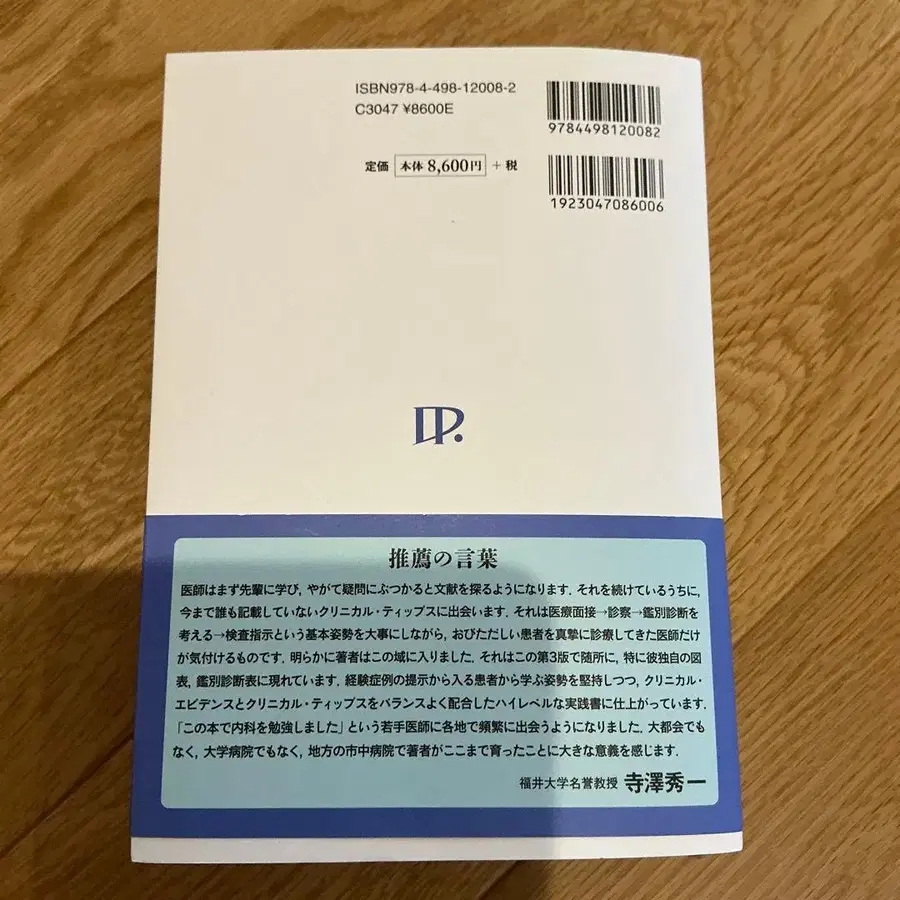 ISBN978-4-498-12008-2
C3047 ¥8600E
9784498120082
定価 本体 8,600円 + 税
1923047086006
DP.
推薦の言葉
医師はまず先輩に学び, やがて疑問にぶつかると文献を探るようになります. それを続けているうちに,
今まで誰も記載していないクリニカル・ティップスに出会います. それは医療面接→診察→鑑別診断を
考える→検査指示という基本姿勢を大事にしながら, おびただしい患者を真摯に診療してきた医師だけ
が気付けるものです. 明らかに著者はこの域に入りました. それはこの第3版で随所に, 特に彼独自の図
表, 鑑別診断表に現れています. 経験症例の提示から入る患者から学ぶ姿勢を堅持しつつ, クリニカル・
エビデンスとクリニカル・ティップスをバランスよく配合したハイレベルな実践書に仕上がっています.
「この本で内科を勉強しました」という若手医師に各地で頻繁に出会うようになりました. 大都会でも
なく, 大学病院でもなく, 地方の市中病院で著者がここまで育ったことに大きな意義を感じます.
福井大学名誉教授 寺澤秀一